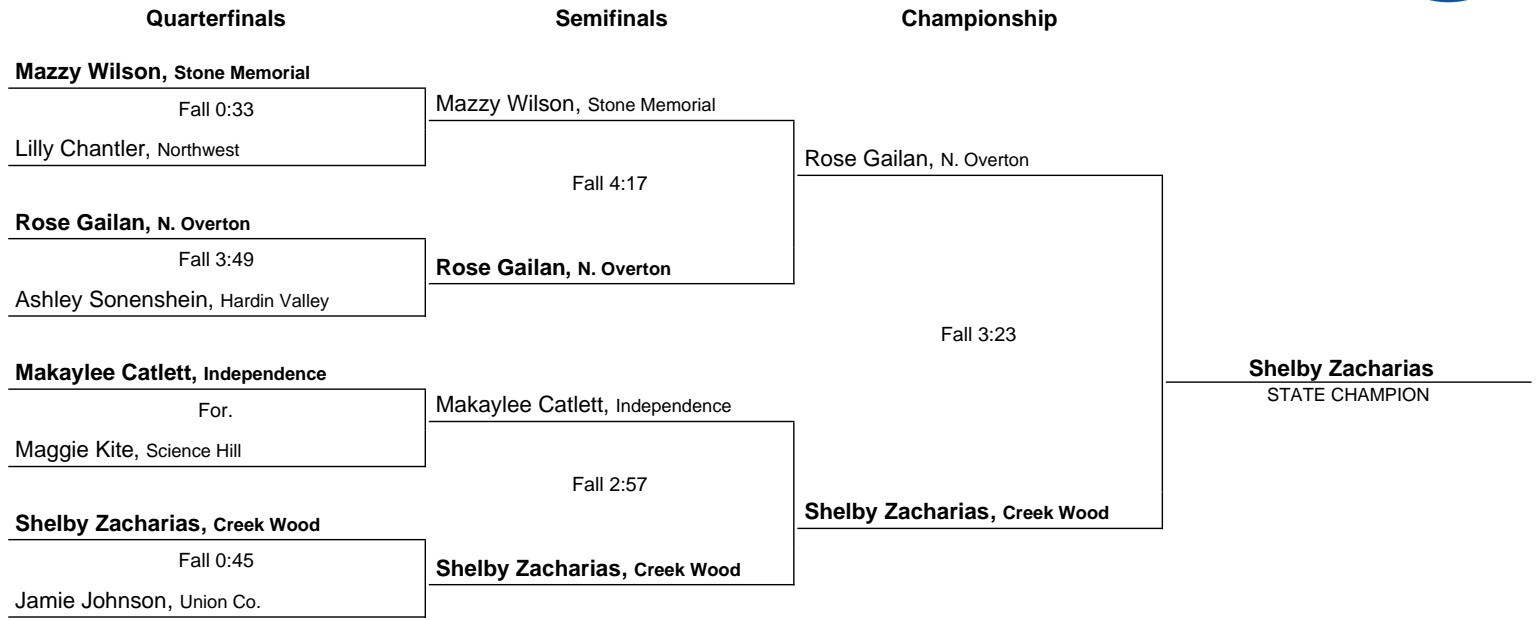 Quarterfinals
Semifinals
Championship
Mazzy Wilson, Stone Memorial
Fall 0:33
Lilly Chantler, Northwest
Rose Gailan, N. Overton
Fall 3:49
Ashley Sonenshein, Hardin Valley
Makaylee Catlett, Independence
For.
Maggie Kite, Science Hill
Shelby Zacharias, Creek Wood
Fall 0:45
Jamie Johnson, Union Co.
Mazzy Wilson, Stone Memorial
Fall 4:17
Rose Gailan, N. Overton
Makaylee Catlett, Independence
Fall 2:57
Shelby Zacharias, Creek Wood
Rose Gailan, N. Overton
Fall 3:23
Shelby Zacharias, Creek Wood
Shelby Zacharias
STATE CHAMPION